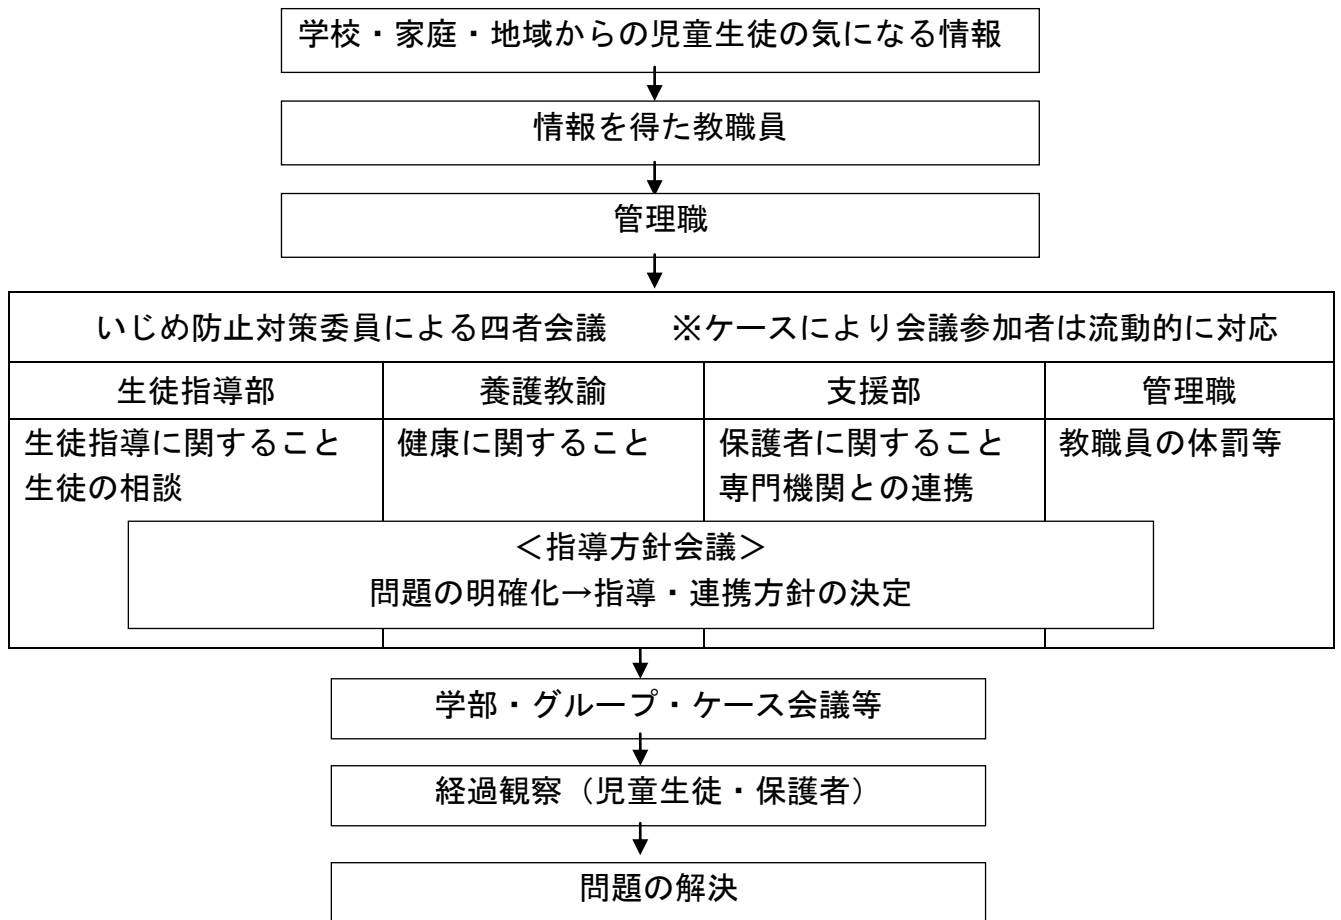 学校・家庭・地域からの児童生徒の気になる情報
情報を得た教職員
管理職
いじめ防止対策委員による四者会議　　※ケースにより会議参加者は流動的に対応
生徒指導部
養護教諭
支援部
管理職
生徒指導に関すること
生徒の相談
健康に関すること
保護者に関すること
専門機関との連携
教職員の体罰等
＜指導方針会議＞
問題の明確化→指導・連携方針の決定
学部・グループ・ケース会議等
経過観察（児童生徒・保護者）
問題の解決